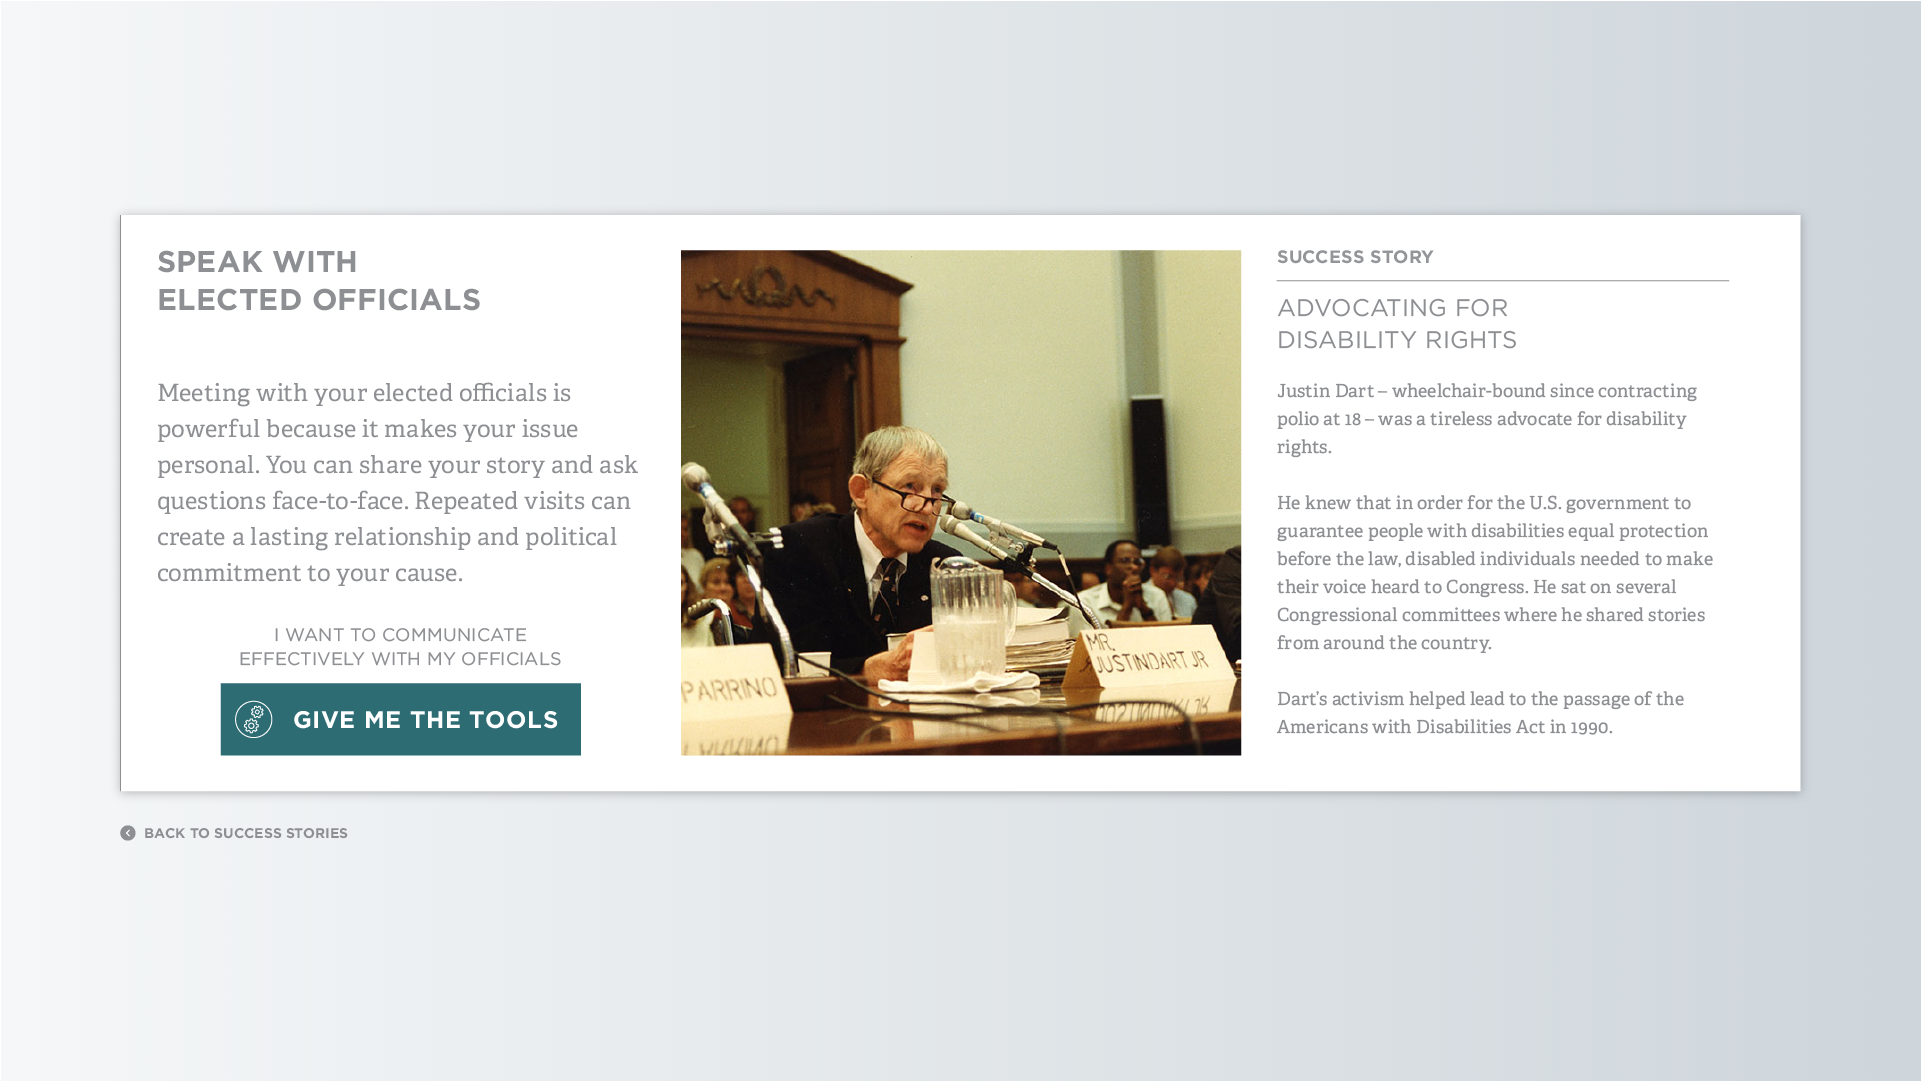 SPEAK WITH
ELECTED OFFICIALS
Meeting with your elected officials is
powerful because it makes your issue
personal. You can share your story and ask
questions face-to-face. Repeated visits can
create a lasting relationship and political
commitment to your cause.
I WANT TO COMMUNICATE
EFFECTIVELY WITH MY OFFICIALS
GIVE ME THE TOOLS
PARRINO
MR.
JUSTIN DART JR
SUCCESS STORY
ADVOCATING FOR
DISABILITY RIGHTS
Justin Dart – wheelchair-bound since contracting
polio at 18 – was a tireless advocate for disability
rights.
He knew that in order for the U.S. government to
guarantee people with disabilities equal protection
before the law, disabled individuals needed to make
their voice heard to Congress. He sat on several
Congressional committees where he shared stories
from around the country.
Dart's activism helped lead to the passage of the
Americans with Disabilities Act in 1990.
BACK TO SUCCESS STORIES